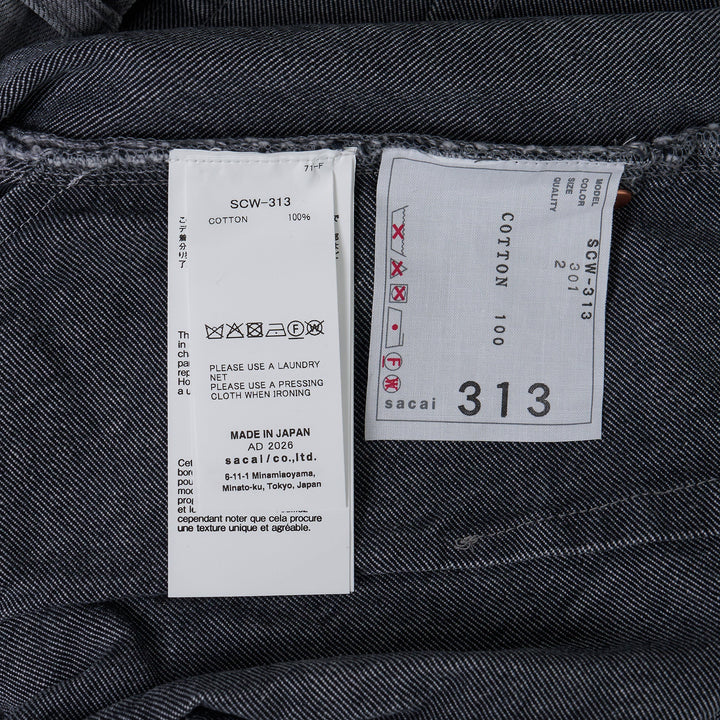 71-F
SCW-313
COTTON 100%
PLEASE USE A LAUNDRY
NET
PLEASE USE A PRESSING
CLOTH WHEN IRONING
MADE IN JAPAN
AD 2026
sacai/co.,ltd.
6-11-1 Minamiaoyama,
Minato-ku, Tokyo, Japan
cependant noter que cela procure
une texture unique et agréable.
MODEL SCW-313
COLOR 301
SIZE 2
QUALITY
COTTON 100
sacai 313